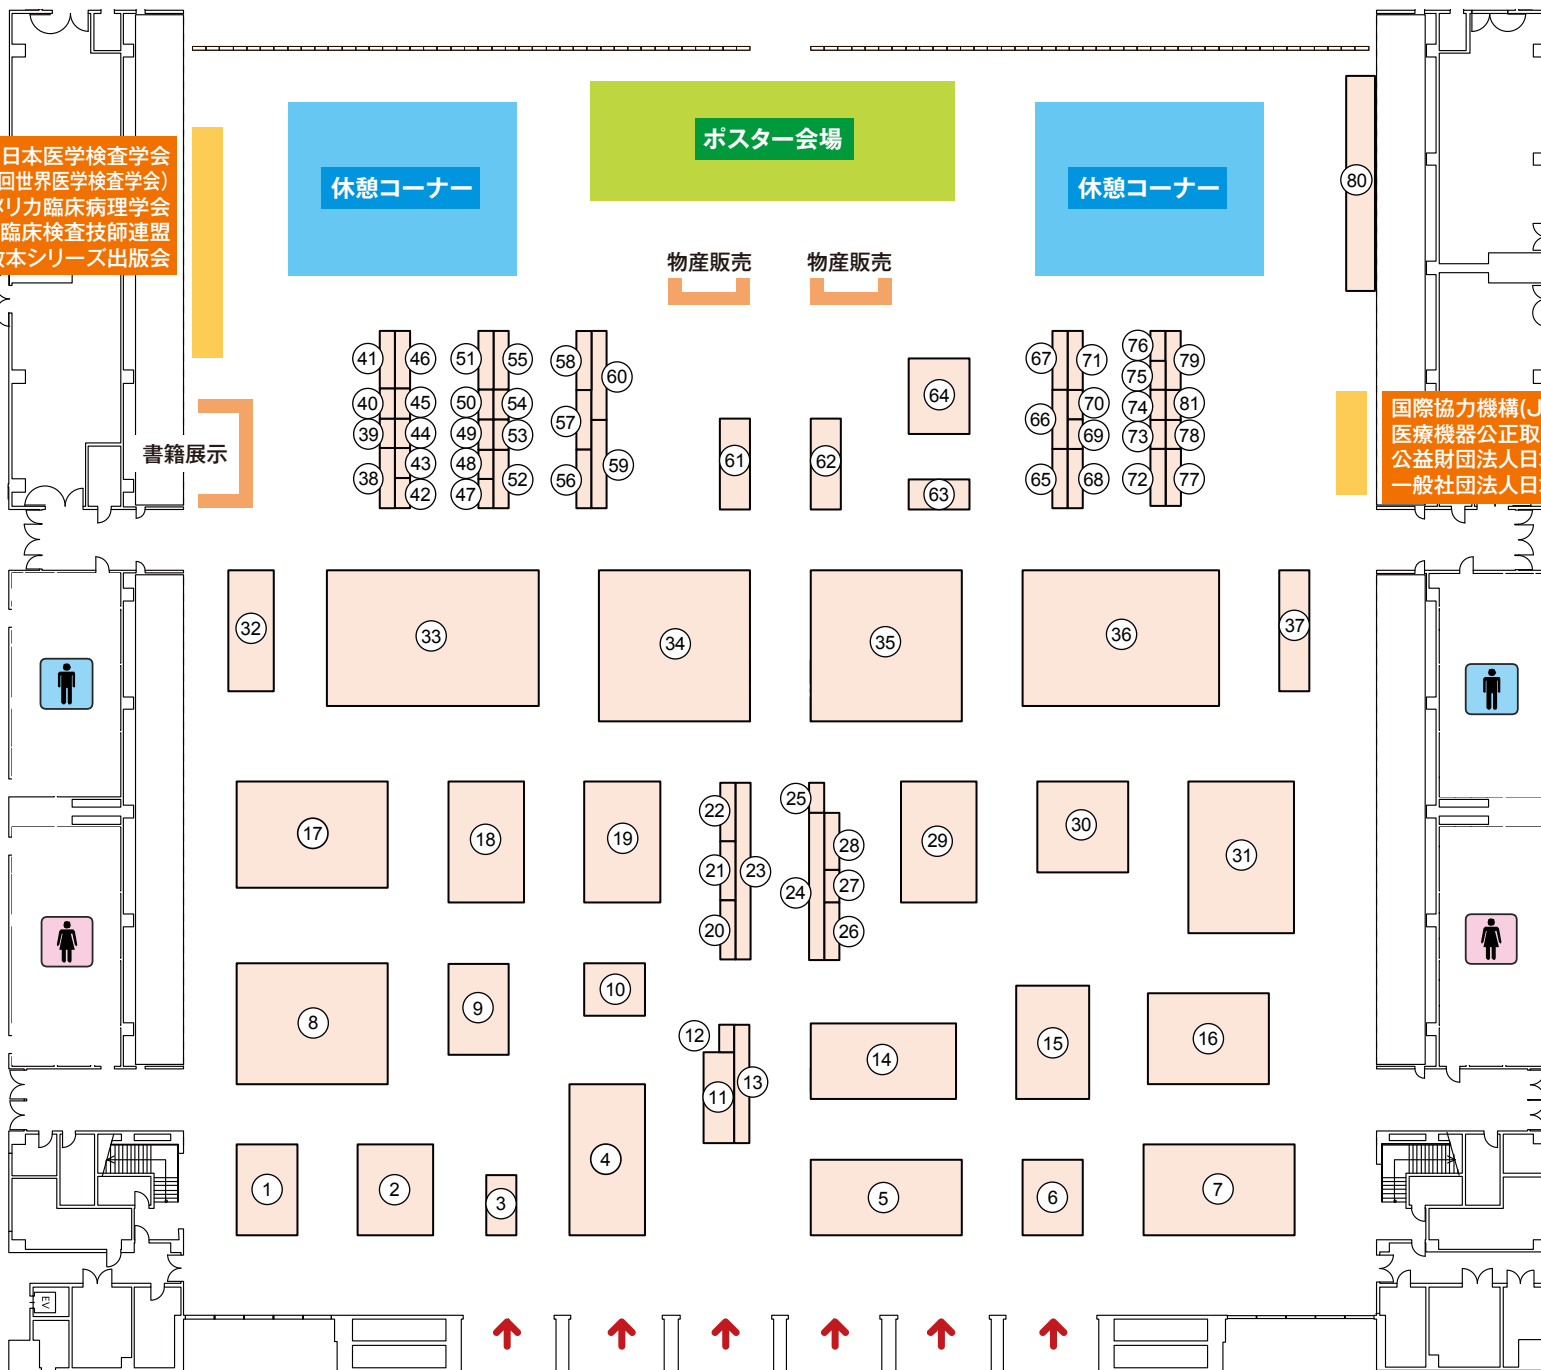 ポスター会場
休憩コーナー
休憩コーナー
日本医学検査学会
回世界医学検査学会)
リカ臨床病理学会
臨床検査技師連盟
本シリーズ出版会
80
物産販売
物産販売
41 46 51 55 58 60 67 71 76 79
75
64
40 45 50 54 57 66 70 74 81
39 44 49 53 69 73 78
書籍展示
43 48 61 62
38 42 47 52 56 59 63 65 68 72 77
国際協力機構(J
医療機器公正取
公益財団法人日
一般社団法人日
32 33 34 35 36 37
22 25
17 18 19 21 23 24 28 27 29 30 31
20 26
8 9 10
12 11 13 14 15 16
1 2 3 4 5 6 7
EV